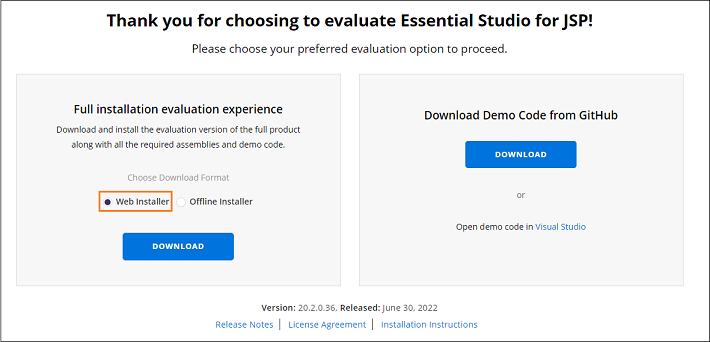 Thank you for choosing to evaluate Essential Studio for JSP!
Please choose your preferred evaluation option to proceed.
Full installation evaluation experience
Download and install the evaluation version of the full product
along with all the required assemblies and demo code.
Choose Download Format
Web Installer Offline Installer
DOWNLOAD
Download Demo Code from GitHub
DOWNLOAD
or
Open demo code in Visual Studio
Version: 20.2.0.36, Released: June 30, 2022
Release Notes | License Agreement | Installation Instructions